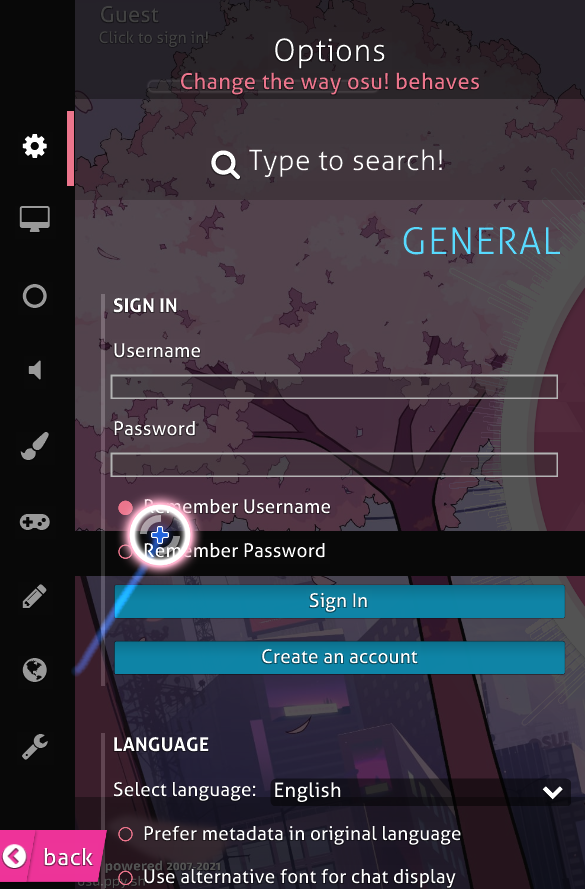 Guest
Click to sign in!
Options
Change the way osu! behaves
Type to search!
GENERAL
SIGN IN
Username
Password
Remember Username
Remember Password
Sign In
Create an account
LANGUAGE
Select language: English
Prefer metadata in original language
back
powered 2007-2021
Use alternative font for chat display